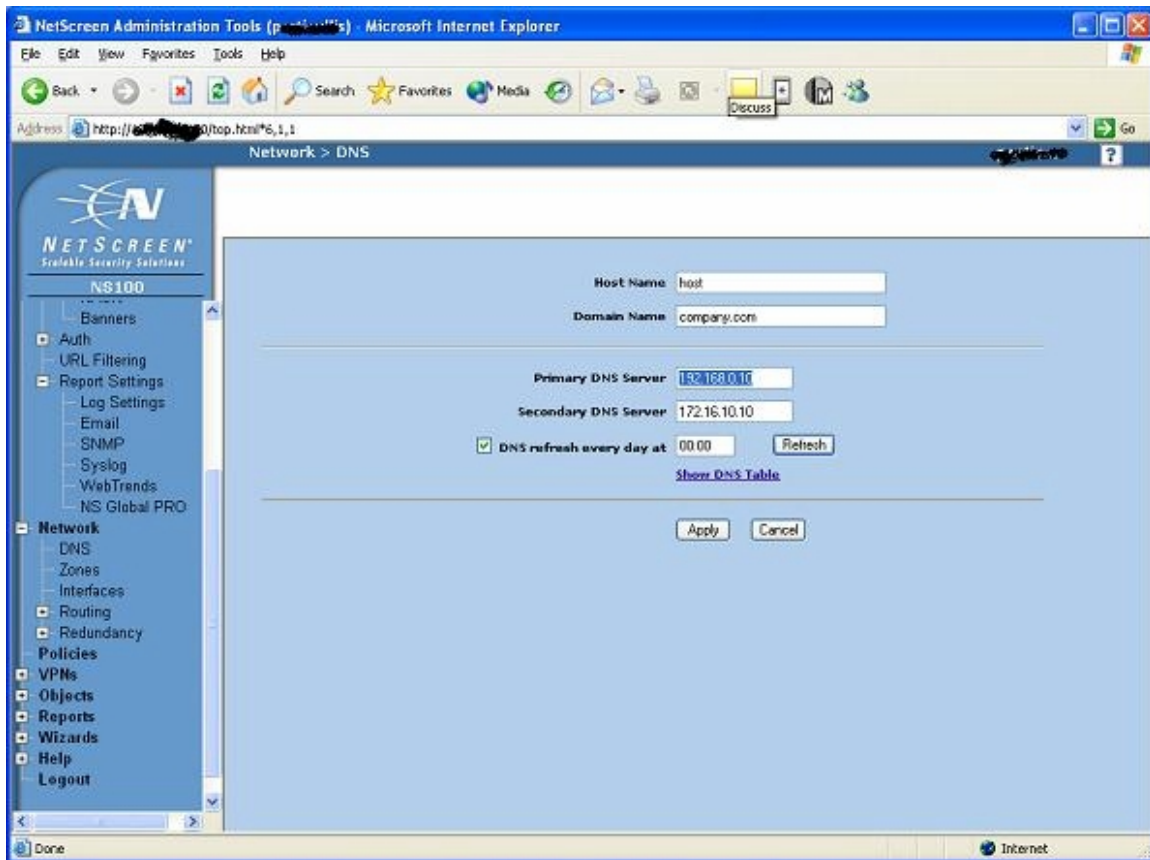 NetScreen Administration Tools (p s) - Microsoft Internet Explorer
File Edit View Favorites Tools Help
Back Search Favorites Media
Discuss
Address http:// 0/top.html*6,1,1 Go
Network > DNS ?
N
NETSCREEN
Scalable Security Solutions
NS100
Banners
Auth
URL Filtering
Report Settings
Log Settings
Email
SNMP
Syslog
WebTrends
NS Global PRO
Network
DNS
Zones
Interfaces
Routing
Redundancy
Policies
VPNs
Objects
Reports
Wizards
Help
Logout
Host Name host
Domain Name company.com
Primary DNS Server 192.168.0.10
Secondary DNS Server 172.16.10.10
DNS refresh every day at 00:00 Refresh
Show DNS Table
Apply Cancel
Done Internet